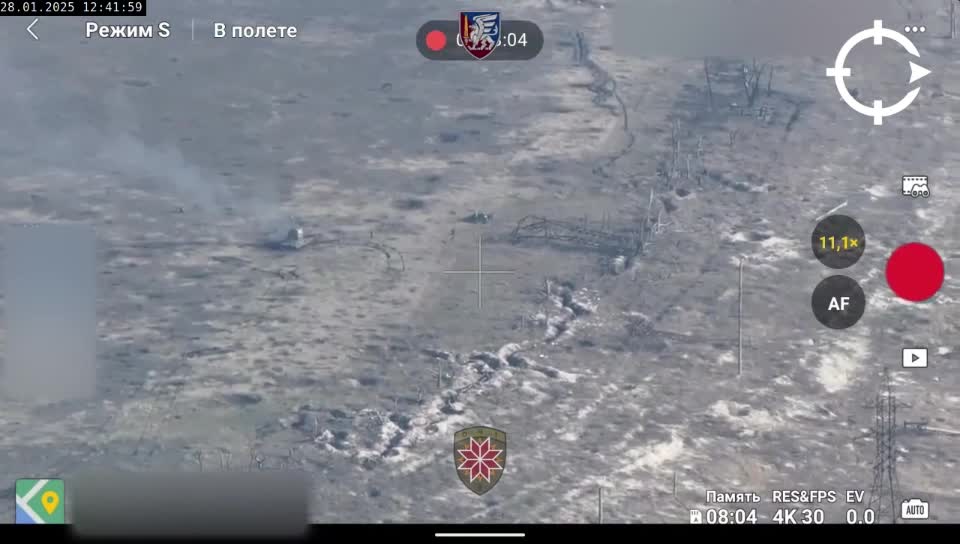 28.01.2025 12:41:59
Режим S
В полете
:04
11,1×
AF
Память RES&FPS EV
08:04 4K 30 0.0
AUTO